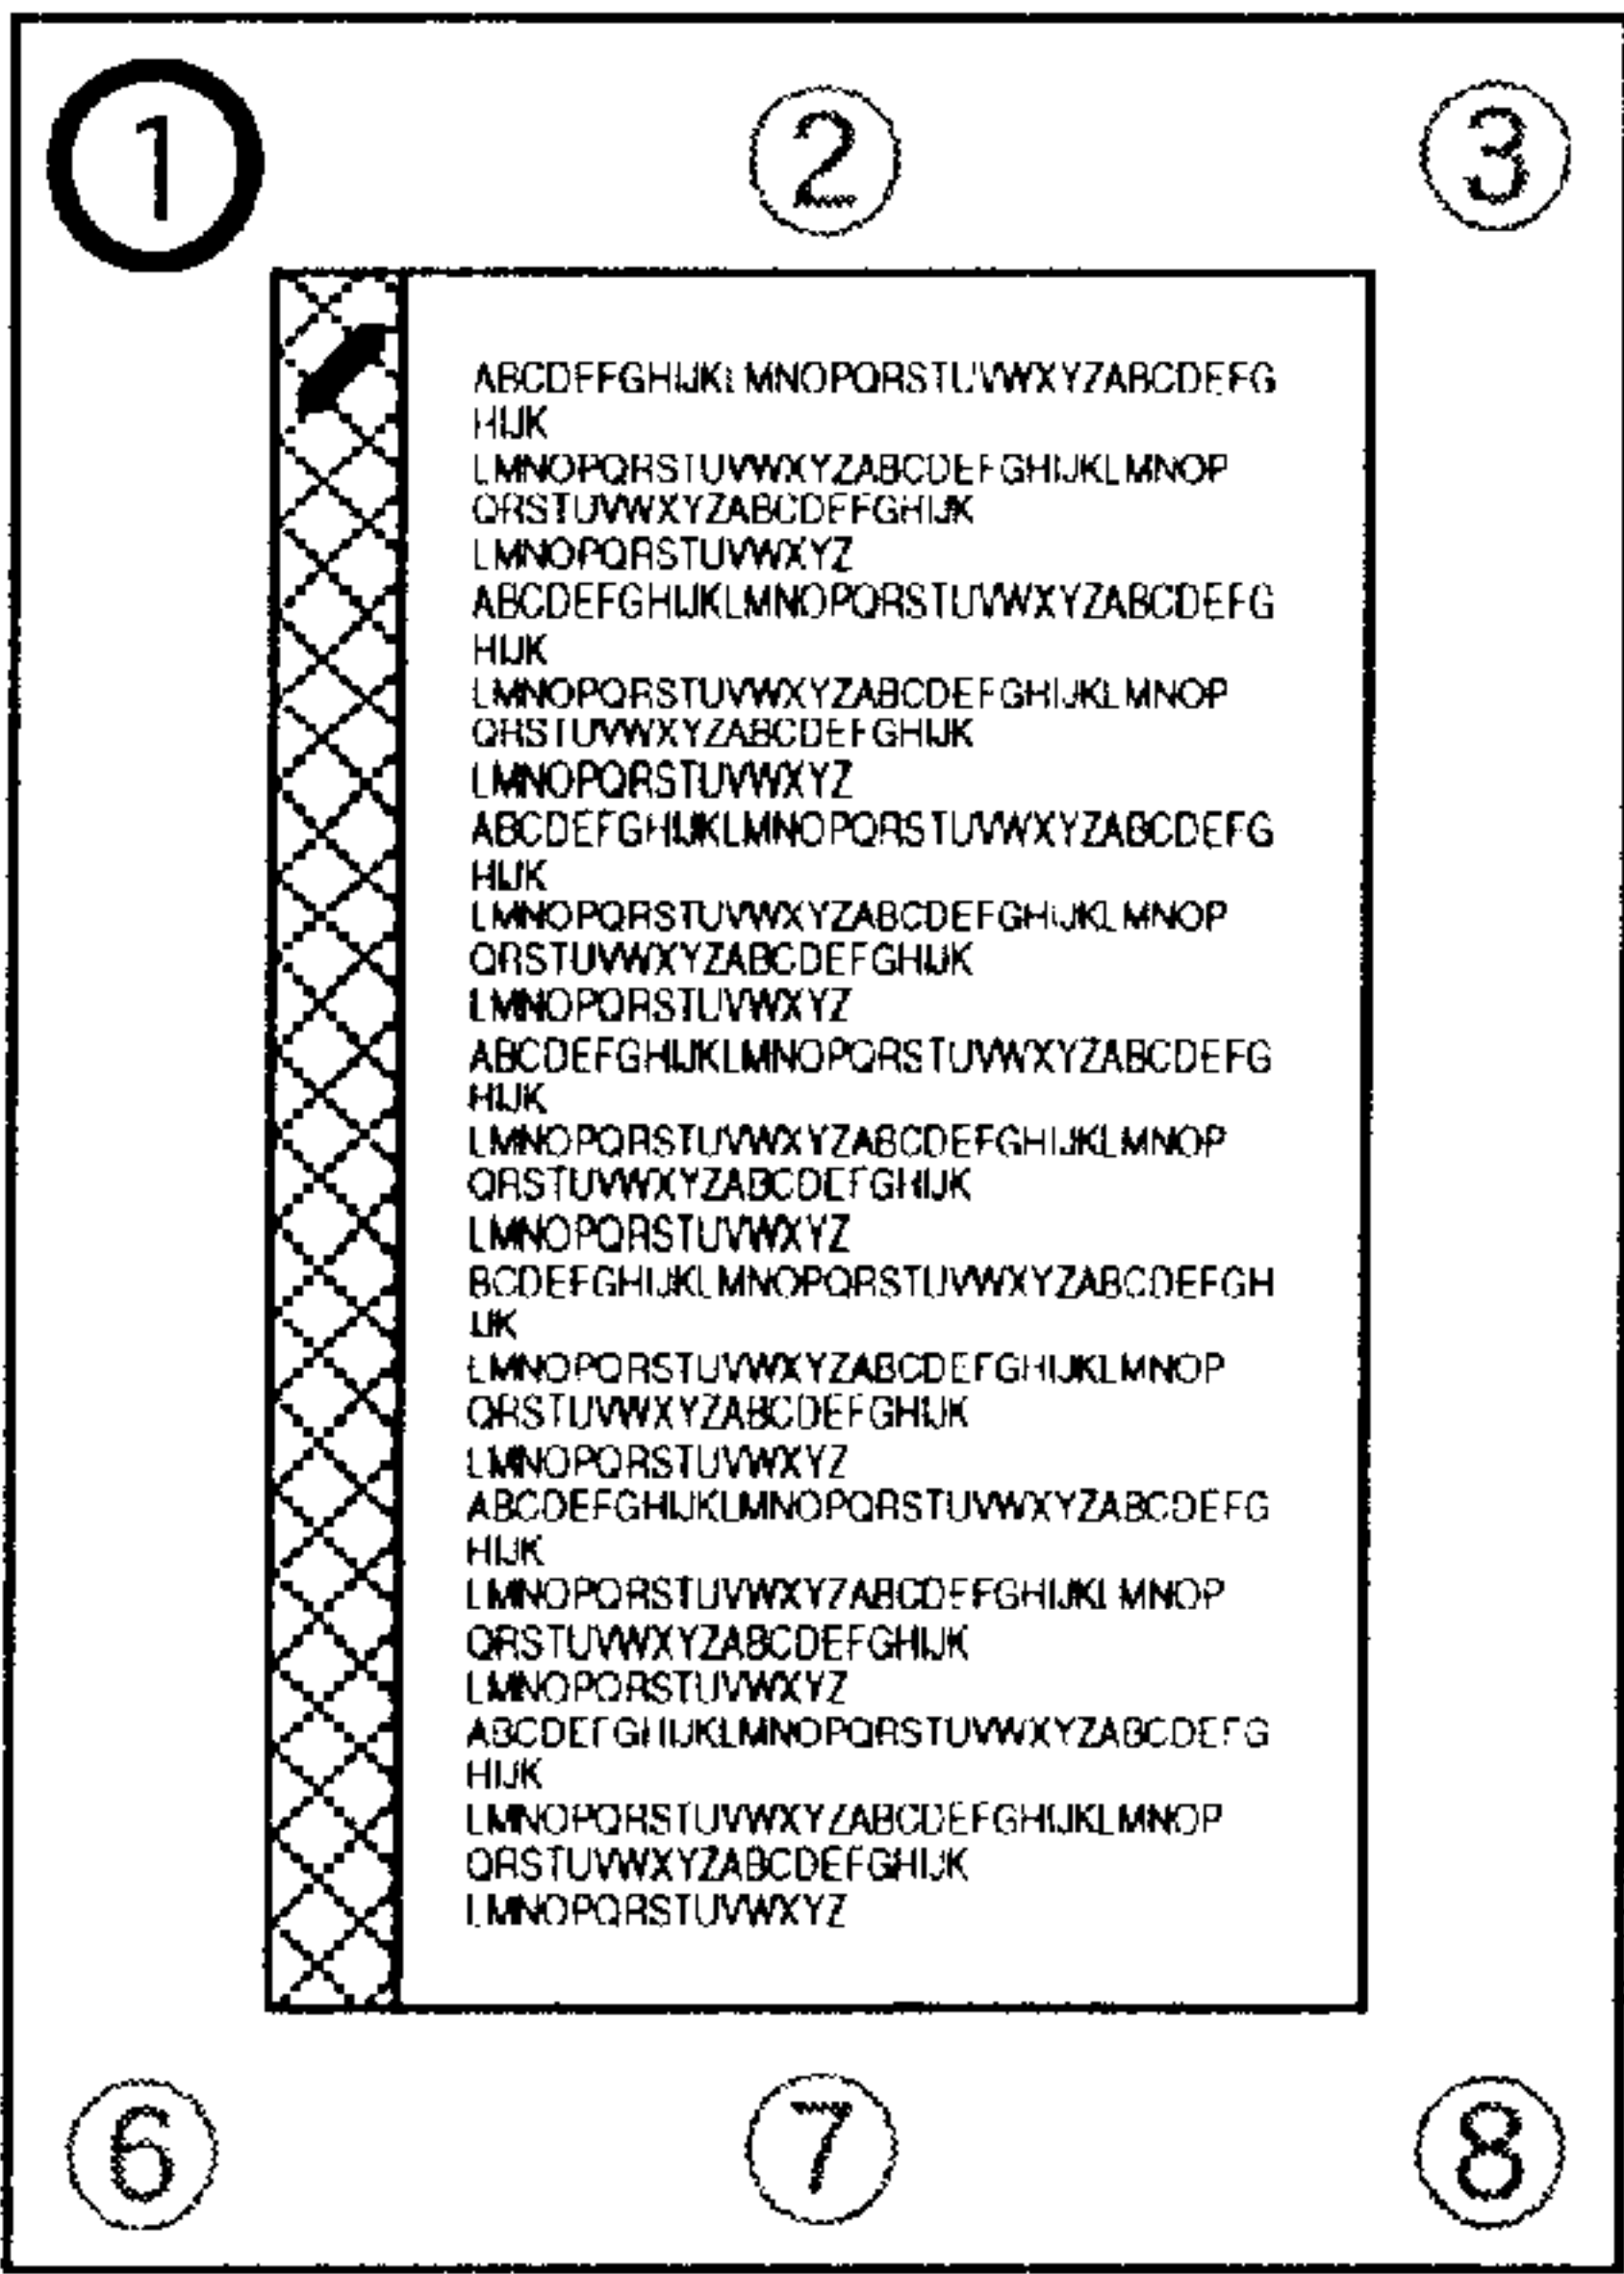 1 2 3
ABCDEFGHIJKLMNOPQRSTUVWXYZABCDEFG
HIJK
LMNOPQRSTUVWXYZABCDEFGHIJKLMNOP
QRSTUVWXYZABCDEFGHIJK
LMNOPQRSTUVWXYZ
ABCDEFGHIJKLMNOPQRSTUVWXYZABCDEFG
HIJK
LMNOPQRSTUVWXYZABCDEFGHIJKLMNOP
QRSTUVWXYZABCDEFGHIJK
LMNOPQRSTUVWXYZ
ABCDEFGHIJKLMNOPQRSTUVWXYZABCDEFG
HIJK
LMNOPQRSTUVWXYZABCDEFGHIJKLMNOP
QRSTUVWXYZABCDEFGHIJK
LMNOPQRSTUVWXYZ
ABCDEFGHIJKLMNOPQRSTUVWXYZABCDEFG
HIJK
LMNOPQRSTUVWXYZABCDEFGHIJKLMNOP
QRSTUVWXYZABCDEFGHIJK
LMNOPQRSTUVWXYZ
BCDEFGHIJKLMNOPQRSTUVWXYZABCDEFGH
IJK
LMNOPQRSTUVWXYZABCDEFGHIJKLMNOP
QRSTUVWXYZABCDEFGHIJK
LMNOPQRSTUVWXYZ
ABCDEFGHIJKLMNOPQRSTUVWXYZABCDEFG
HIJK
LMNOPQRSTUVWXYZABCDEFGHIJKLMNOP
QRSTUVWXYZABCDEFGHIJK
LMNOPQRSTUVWXYZ
ABCDEFGHIJKLMNOPQRSTUVWXYZABCDEFG
HIJK
LMNOPQRSTUVWXYZABCDEFGHIJKLMNOP
QRSTUVWXYZABCDEFGHIJK
LMNOPQRSTUVWXYZ
6 7 8